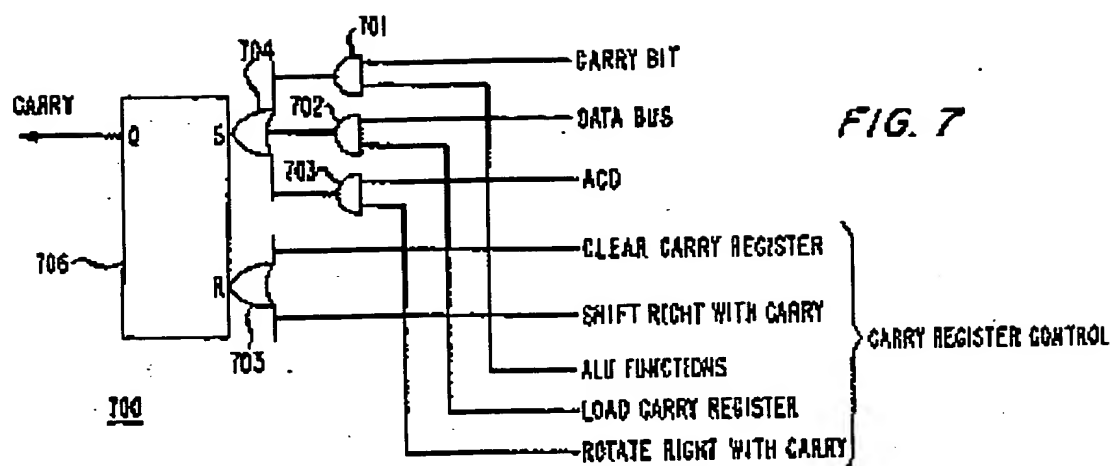 701
704
CARRY BIT
CARRY
702
DATA BUS
FIG. 7
Q
S
703
ACD
CLEAR CARRY REGISTER
706
R
SHIFT RIGHT WITH CARRY
CARRY REGISTER CONTROL
703
ALU FUNCTIONS
700
LOAD CARRY REGISTER
ROTATE RIGHT WITH CARRY